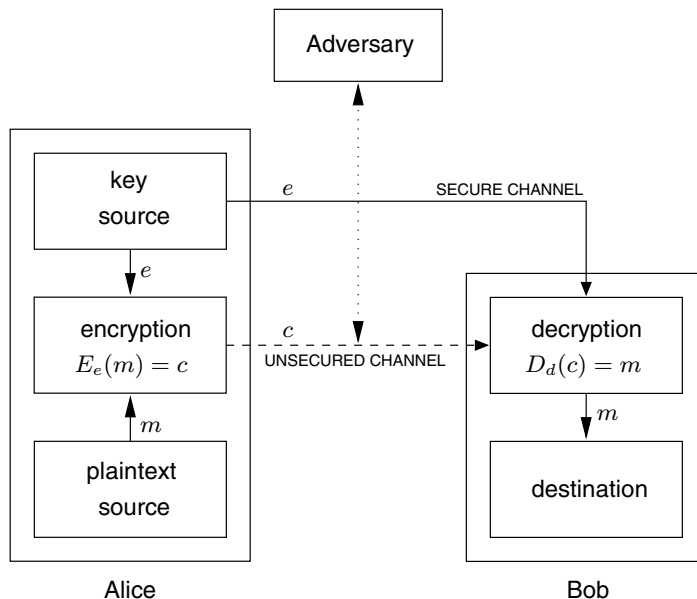 Adversary
key
source
e
SECURE CHANNEL
e
encryption
E_e(m) = c
c
UNSECURED CHANNEL
decryption
D_d(c) = m
m
m
plaintext
source
destination
Alice
Bob